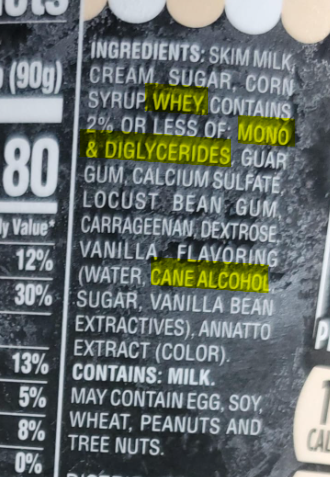 (90g)
80
ly Value*
12%
30%
13%
5%
8%
0%
INGREDIENTS: SKIM MILK,
CREAM, SUGAR, CORN
SYRUP, WHEY, CONTAINS
2% OR LESS OF: MONO
& DIGLYCERIDES, GUAR
GUM, CALCIUM SULFATE,
LOCUST BEAN GUM,
CARRAGEENAN, DEXTROSE,
VANILLA FLAVORING
(WATER, CANE ALCOHOL,
SUGAR, VANILLA BEAN
EXTRACTIVES), ANNATTO
EXTRACT (COLOR).
CONTAINS: MILK.
MAY CONTAIN EGG, SOY,
WHEAT, PEANUTS AND
TREE NUTS.